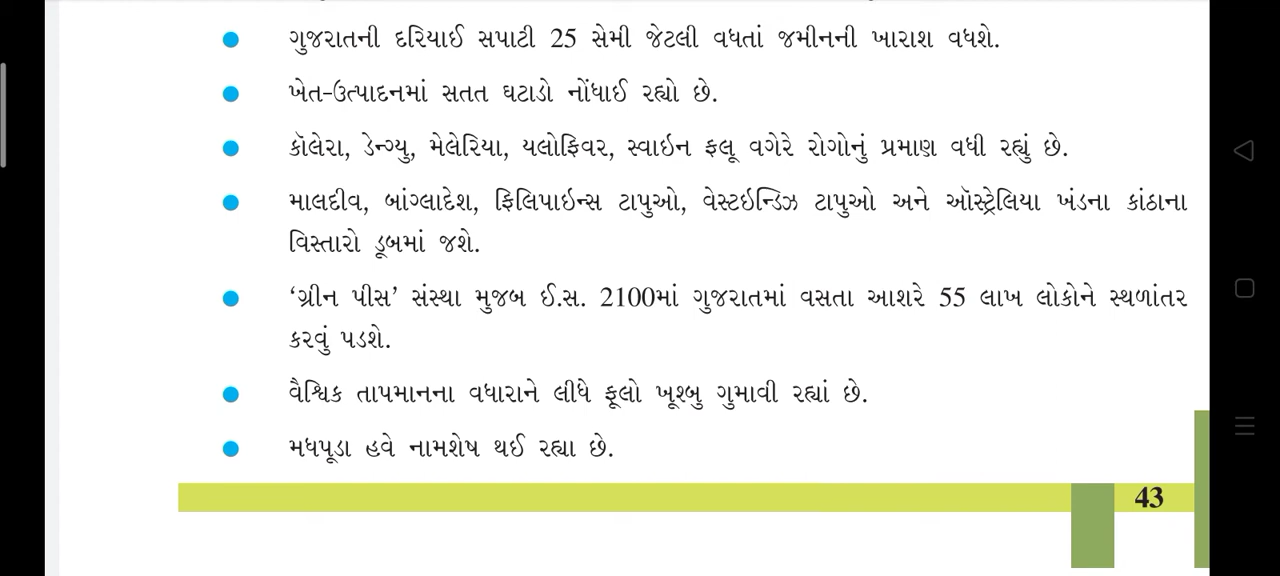 ગુજરાતની દરિયાઈ સપાટી 25 સેમી જેટલી વધતાં જમીનની ખારાશ વધશે.
ખેત-ઉત્પાદનમાં સતત ઘટાડો નોંધાઈ રહ્યો છે.
કૉલેરા, ડેન્ગ્યુ, મેલેરિયા, યલોફિવર, સ્વાઇન ફ્લૂ વગેરે રોગોનું પ્રમાણ વધી રહ્યું છે.
માલદીવ, બાંગ્લાદેશ, ફિલિપાઇન્સ ટાપુઓ, વેસ્ટઇન્ડિઝ ટાપુઓ અને ઑસ્ટ્રેલિયા ખંડના કાંઠાના
વિસ્તારો ડૂબમાં જશે.
‘ગ્રીન પીસ’ સંસ્થા મુજબ ઈ.સ. 2100માં ગુજરાતમાં વસતા આશરે 55 લાખ લોકોને સ્થળાંતર
કરવું પડશે.
વૈશ્વિક તાપમાનના વધારાને લીધે ફૂલો ખૂશ્બુ ગુમાવી રહ્યાં છે.
મધપૂડા હવે નામશેષ થઈ રહ્યા છે.
43